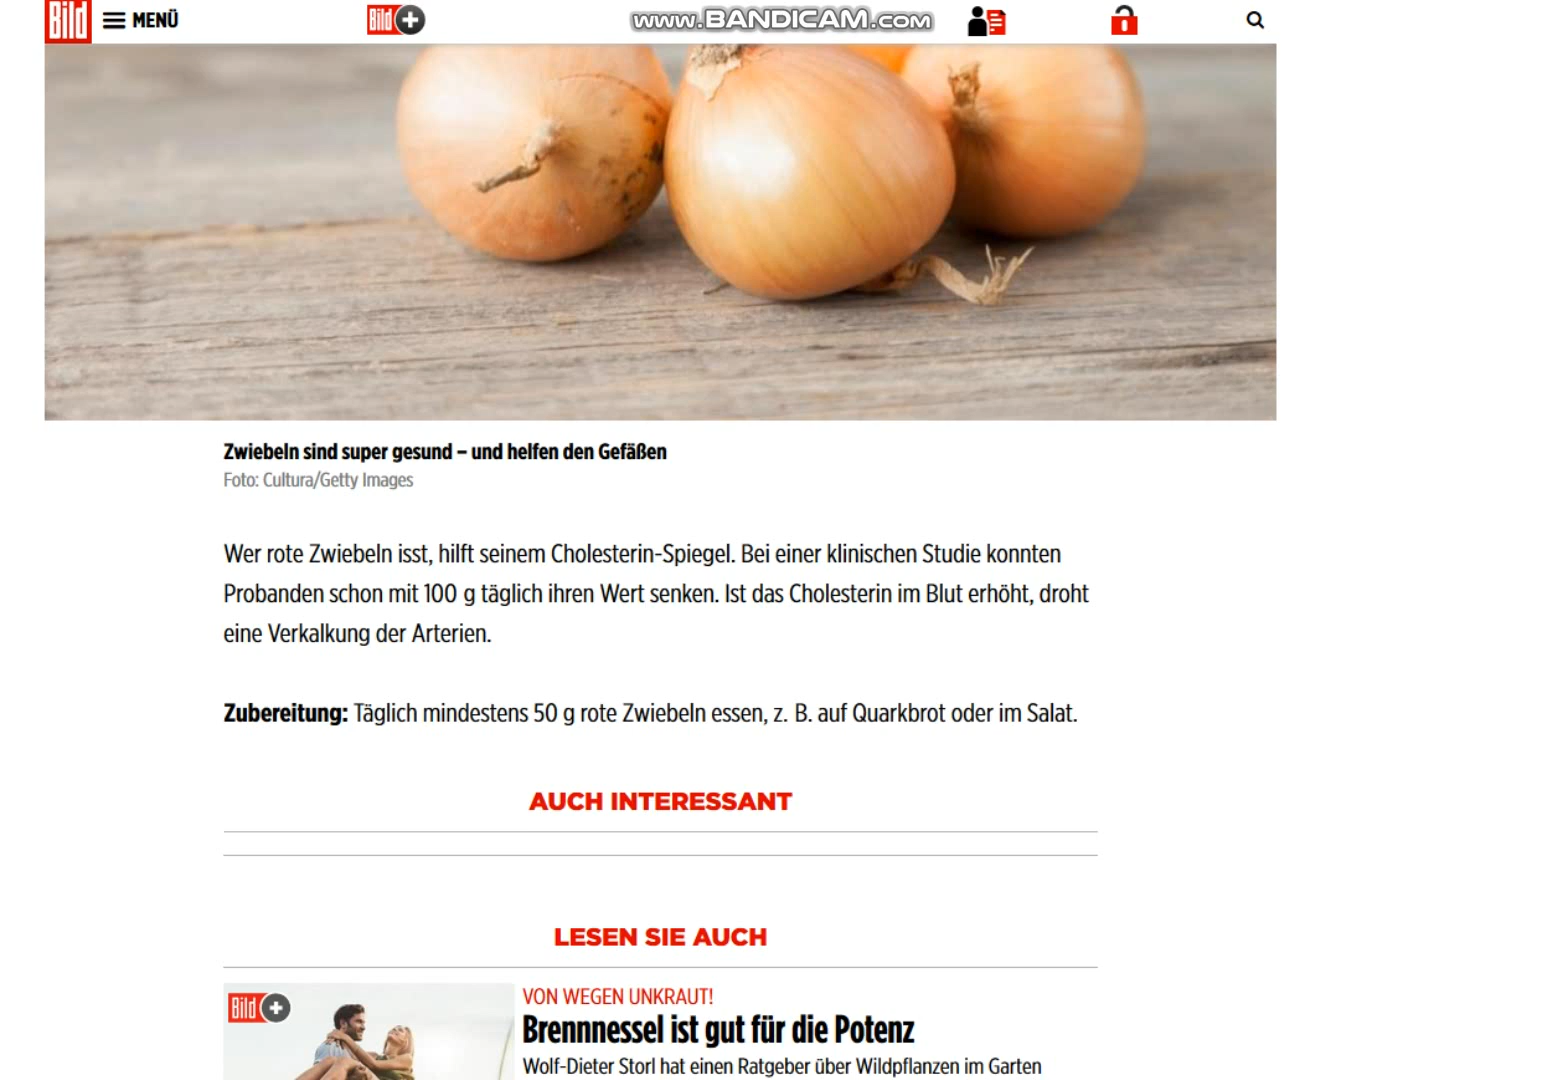 Bild MENÜ Bild+ www.BANDICAM.com
Zwiebeln sind super gesund – und helfen den Gefäßen
Foto: Cultura/Getty Images
Wer rote Zwiebeln isst, hilft seinem Cholesterin-Spiegel. Bei einer klinischen Studie konnten
Probanden schon mit 100 g täglich ihren Wert senken. Ist das Cholesterin im Blut erhöht, droht
eine Verkalkung der Arterien.
Zubereitung: Täglich mindestens 50 g rote Zwiebeln essen, z. B. auf Quarkbrot oder im Salat.
AUCH INTERESSANT
LESEN SIE AUCH
Bild+
VON WEGEN UNKRAUT!
Brennnessel ist gut für die Potenz
Wolf-Dieter Storl hat einen Ratgeber über Wildpflanzen im Garten